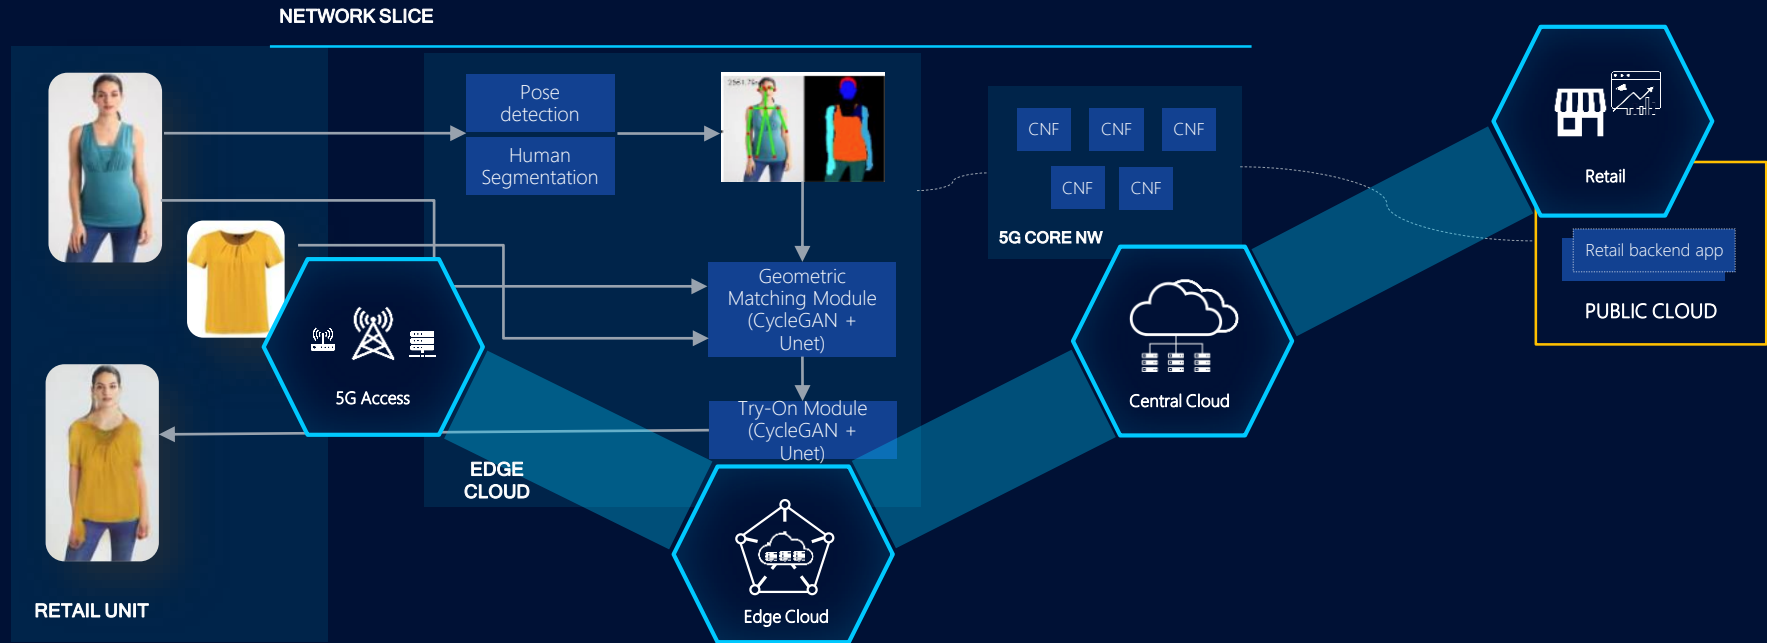 NETWORK SLICE
Pose
detection
Human
Segmentation
CNF
CNF
CNF
CNF
CNF
5G CORE NW
Retail
Retail backend app
PUBLIC CLOUD
Geometric
Matching Module
(CycleGAN +
Unet)
5G Access
Central Cloud
Try-On Module
(CycleGAN +
Unet)
EDGE
CLOUD
RETAIL UNIT
Edge Cloud